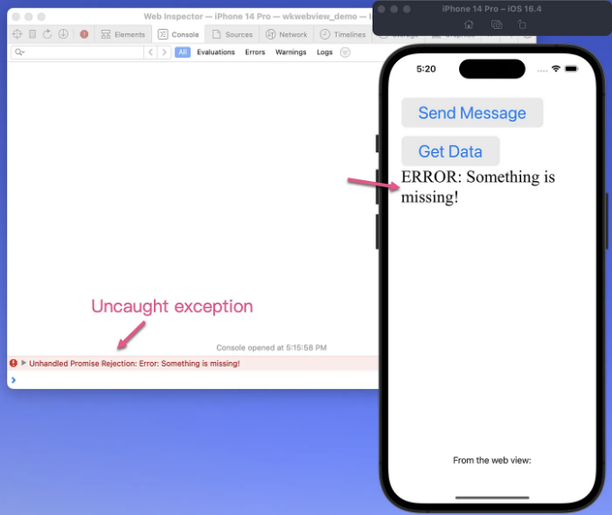 Web Inspector — iPhone 14 Pro — wkwebview_demo —
iPhone 14 Pro – iOS 16.4
Elements
Console
Sources
Network
Timelines
All
Evaluations
Errors
Warnings
Logs
5:20
Send Message
Get Data
ERROR: Something is
missing!
Uncaught exception
Console opened at 5:15:58 PM
Unhandled Promise Rejection: Error: Something is missing!
From the web view: